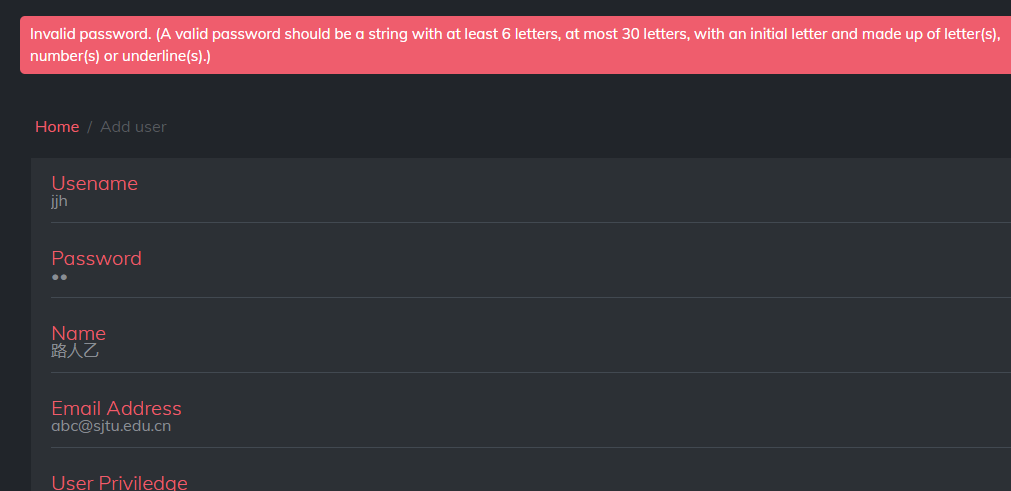 Invalid password. (A valid password should be a string with at least 6 letters, at most 30 letters, with an initial letter and made up of letter(s),
number(s) or underline(s).)
Home / Add user
Usename
jjh
Password
••
Name
路人乙
Email Address
abc@sjtu.edu.cn
User Priviledge